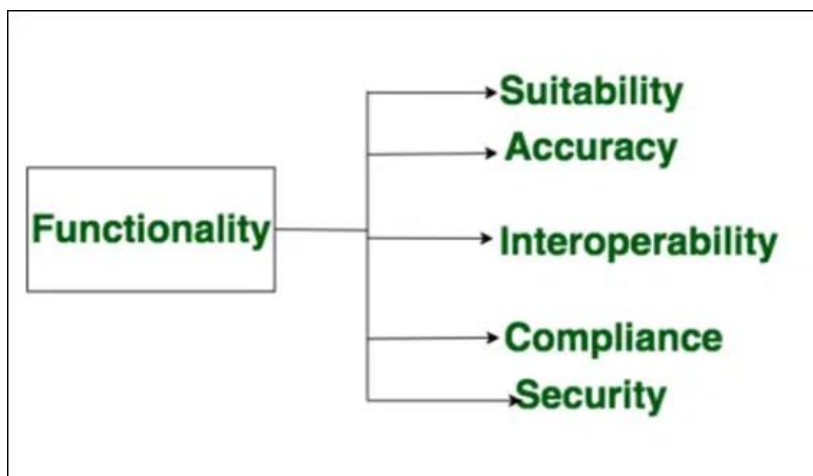 Suitability
Accuracy
Functionality
Interoperability
Compliance
Security